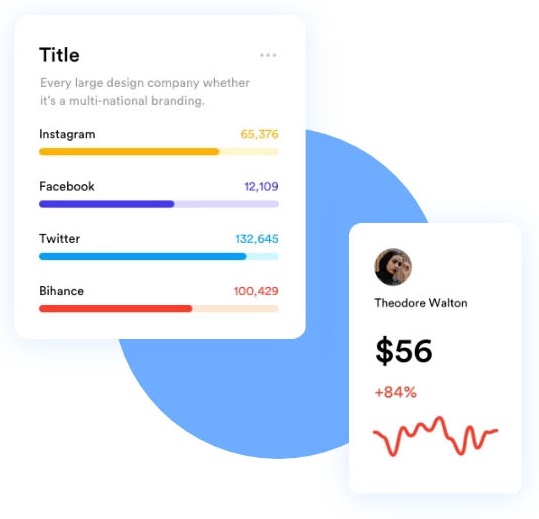 Title
Every large design company whether
it's a multi-national branding.
Instagram 65,376
Facebook 12,109
Twitter 132,645
Bihance 100,429
Theodore Walton
$56
+84%